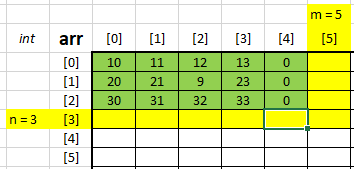 m = 5
int arr [0] [1] [2] [3] [4] [5]
[0] 10 11 12 13 0
[1] 20 21 9 23 0
[2] 30 31 32 33 0
n = 3 [3]
[4]
[5]